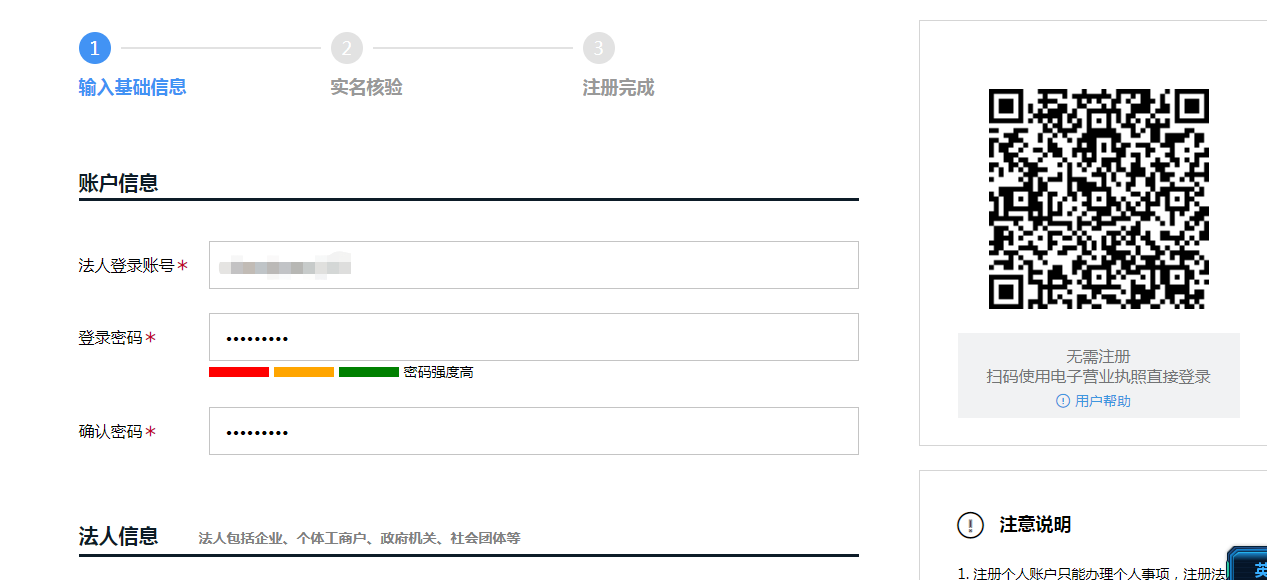 1
2
3
输入基础信息
实名核验
注册完成
账户信息
法人登录账号*
登录密码*
密码强度高
确认密码*
法人信息
法人包括企业、个体工商户、政府机关、社会团体等
无需注册
扫码使用电子营业执照直接登录
用户帮助
注意说明
1. 注册个人账户只能办理个人事项，注册法
英